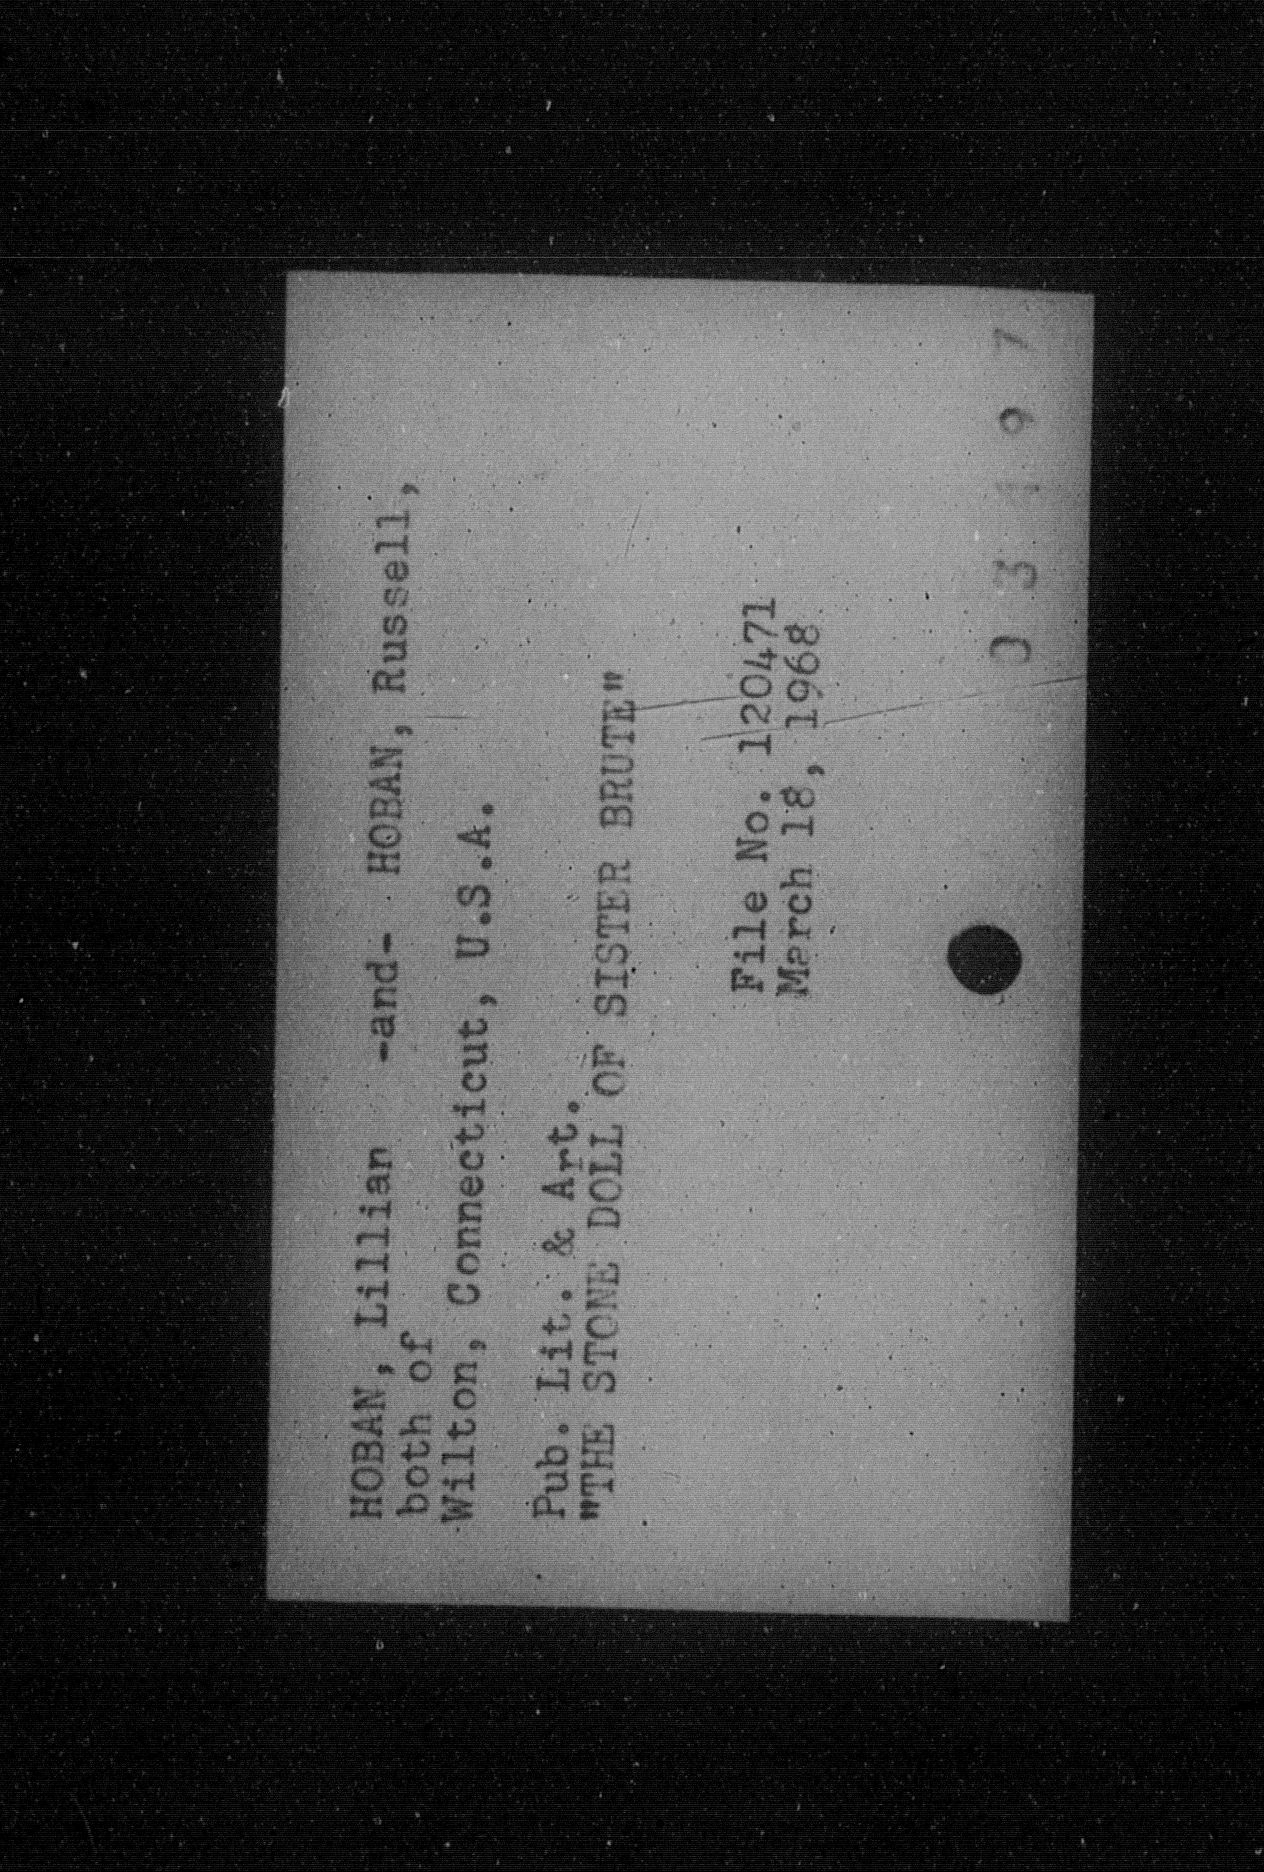 HOBAN, Lillian -and- HOBAN, Russell,
both of
Wilton, Connecticut, U.S.A.
Pub. Lit. & Art.
"THE STONE DOLL OF SISTER BRUTE"
File No. 120471
March 18, 1968